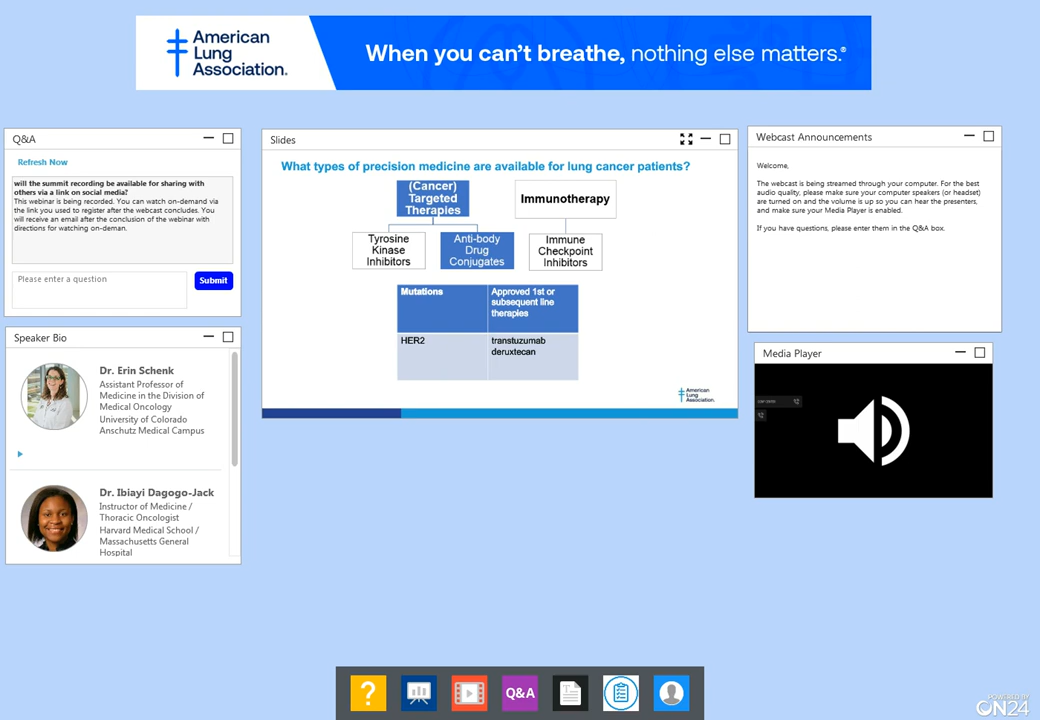 American
Lung
Association.
When you can't breathe, nothing else matters.®
Q&A
Refresh Now
will the summit recording be available for sharing with
others via a link on social media?
This webinar is being recorded. You can watch on-demand via
the link you used to register after the webcast concludes. You
will receive an email after the conclusion of the webinar with
directions for watching on-deman.
Please enter a question
Submit
Speaker Bio
Dr. Erin Schenk
Assistant Professor of
Medicine in the Division of
Medical Oncology
University of Colorado
Anschutz Medical Campus
Dr. Ibiayi Dagogo-Jack
Instructor of Medicine /
Thoracic Oncologist
Harvard Medical School /
Massachusetts General
Hospital
Slides
What types of precision medicine are available for lung cancer patients?
(Cancer)
Targeted
Therapies
Immunotherapy
Tyrosine
Kinase
Inhibitors
Anti-body
Drug
Conjugates
Immune
Checkpoint
Inhibitors
Mutations
Approved 1st or
subsequent line
therapies
HER2
transtuzumab
deruxtecan
American
Lung
Association.
Webcast Announcements
Welcome,
The webcast is being streamed through your computer. For the best
audio quality, please make sure your computer speakers (or headset)
are turned on and the volume is up so you can hear the presenters,
and make sure your Media Player is enabled.
If you have questions, please enter them in the Q&A box.
Media Player
?
Q&A
POWERED BY
ON24